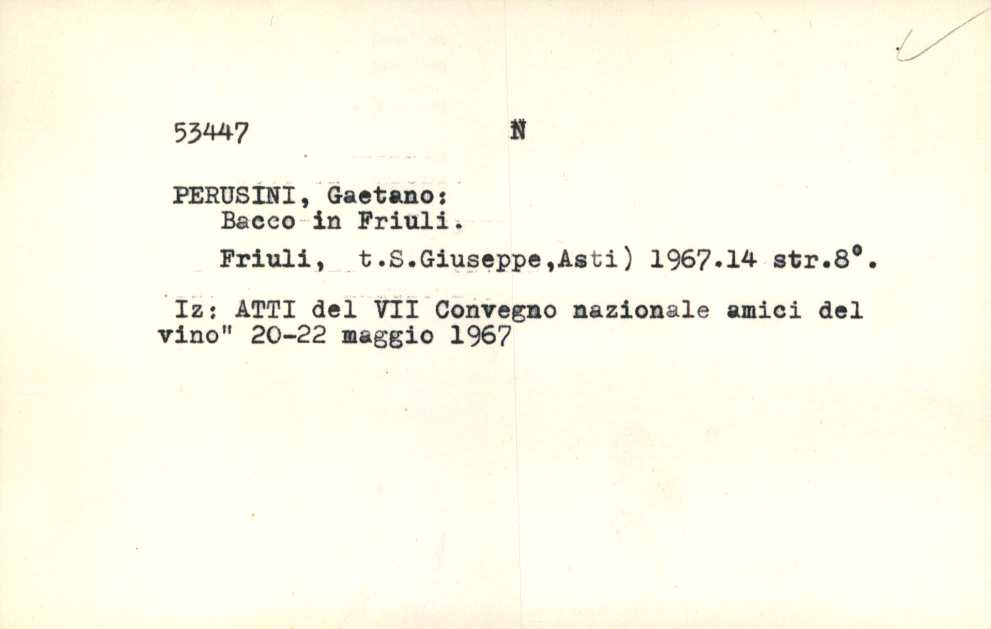 53447 N
PERUSINI, Gaetano:
Bacco in Friuli.
Friuli, t.S.Giuseppe,Asti) 1967.14 str.8°.
Iz: ATTI del VII Convegno nazionale amici del
vino" 20-22 maggio 1967